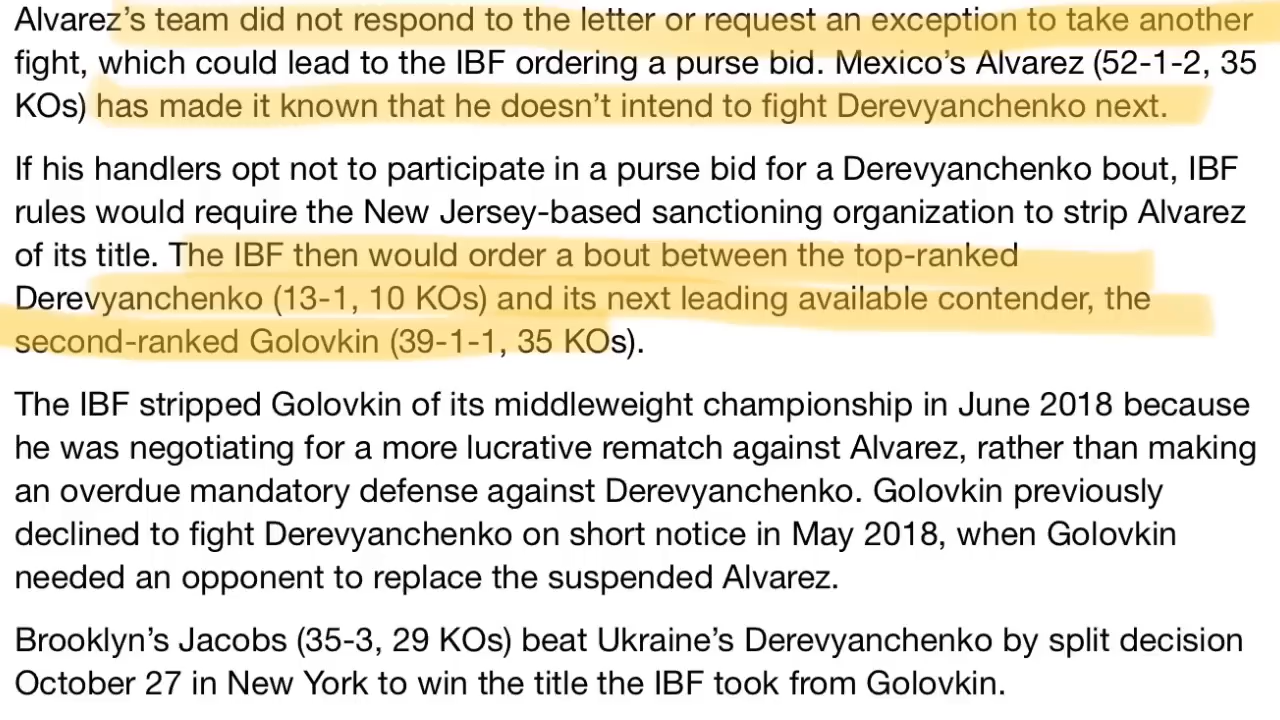 Alvarez’s team did not respond to the letter or request an exception to take another
fight, which could lead to the IBF ordering a purse bid. Mexico’s Alvarez (52-1-2, 35
KOs) has made it known that he doesn’t intend to fight Derevyanchenko next.
If his handlers opt not to participate in a purse bid for a Derevyanchenko bout, IBF
rules would require the New Jersey-based sanctioning organization to strip Alvarez
of its title. The IBF then would order a bout between the top-ranked
Derevyanchenko (13-1, 10 KOs) and its next leading available contender, the
second-ranked Golovkin (39-1-1, 35 KOs).
The IBF stripped Golovkin of its middleweight championship in June 2018 because
he was negotiating for a more lucrative rematch against Alvarez, rather than making
an overdue mandatory defense against Derevyanchenko. Golovkin previously
declined to fight Derevyanchenko on short notice in May 2018, when Golovkin
needed an opponent to replace the suspended Alvarez.
Brooklyn’s Jacobs (35-3, 29 KOs) beat Ukraine’s Derevyanchenko by split decision
October 27 in New York to win the title the IBF took from Golovkin.